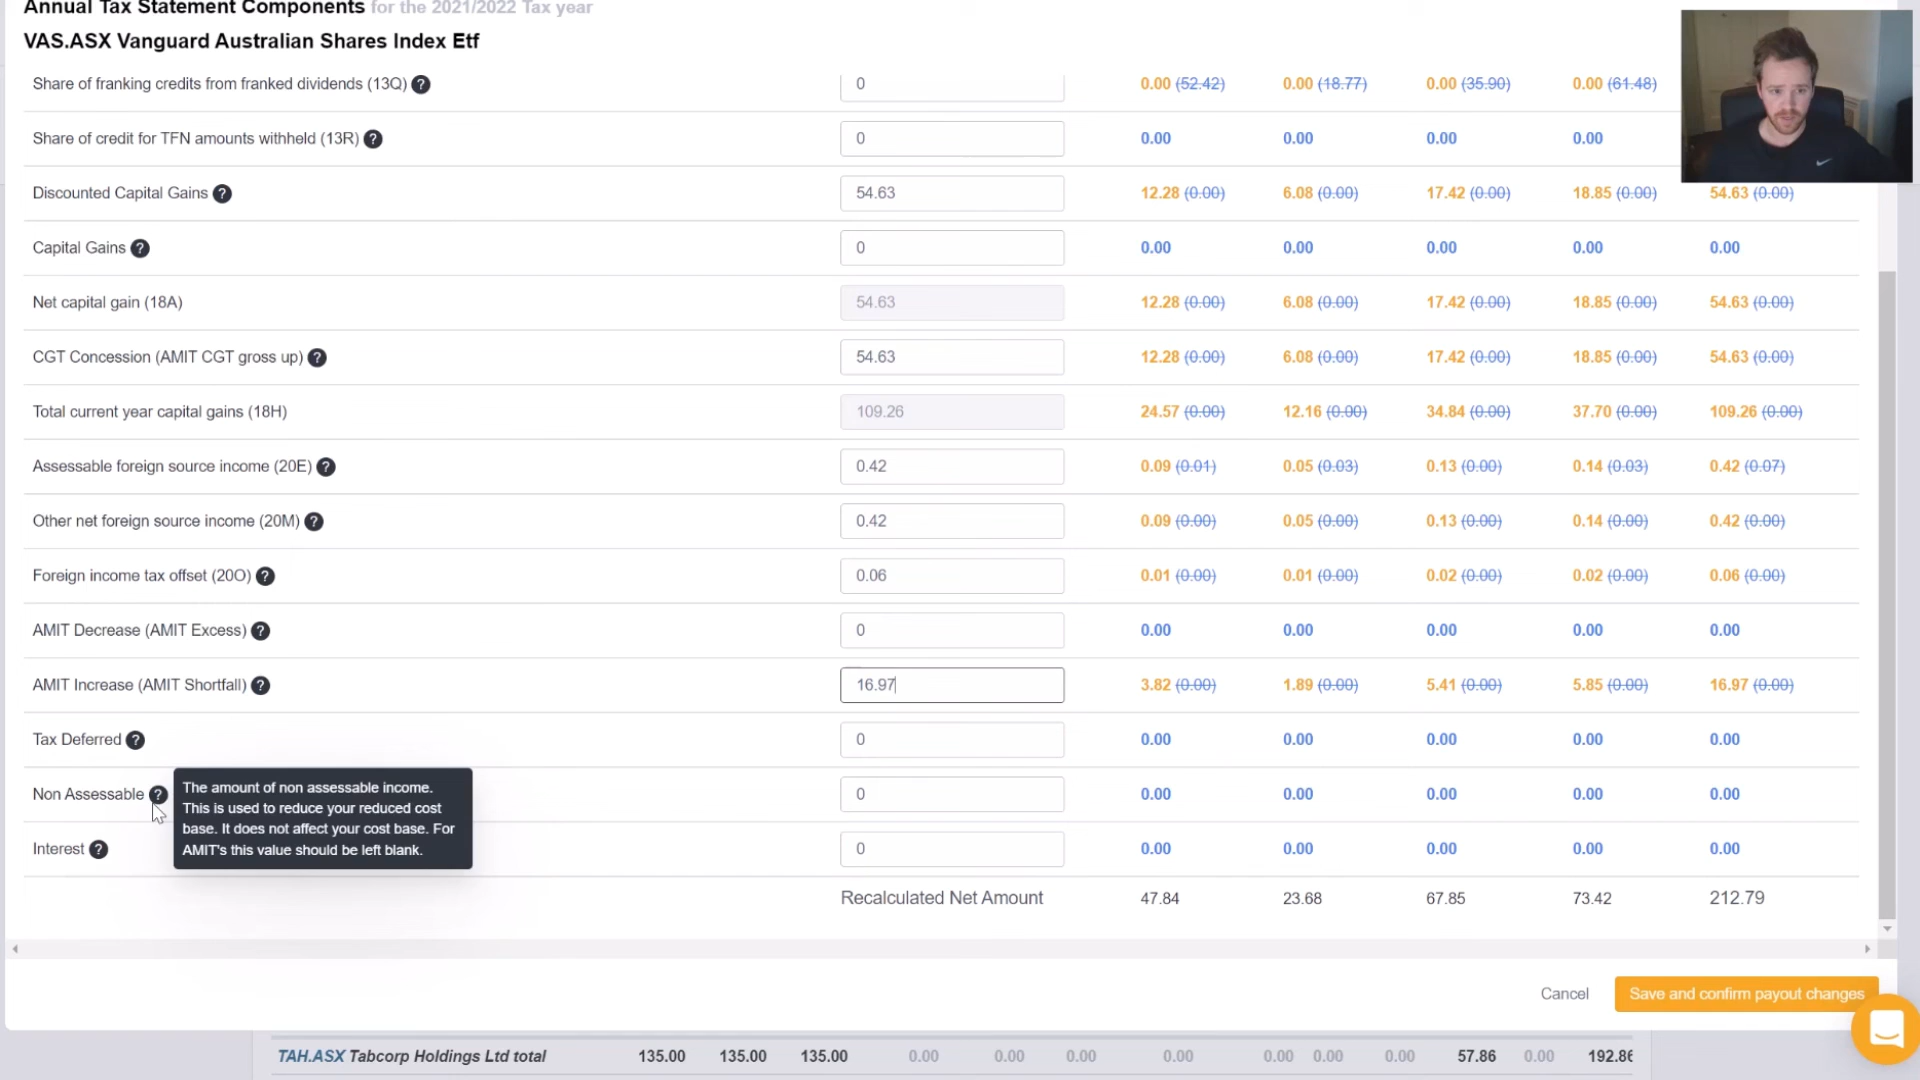 Annual Tax Statement Components for the 2021/2022 Tax year
VAS.ASX Vanguard Australian Shares Index Etf
Share of franking credits from franked dividends (13Q) ? 0 0.00 (52.42) 0.00 (18.77) 0.00 (35.90) 0.00 (61.48)
Share of credit for TFN amounts withheld (13R) ? 0 0.00 0.00 0.00 0.00
Discounted Capital Gains ? 54.63 12.28 (0.00) 6.08 (0.00) 17.42 (0.00) 18.85 (0.00) 54.63 (0.00)
Capital Gains ? 0 0.00 0.00 0.00 0.00 0.00
Net capital gain (18A) 54.63 12.28 (0.00) 6.08 (0.00) 17.42 (0.00) 18.85 (0.00) 54.63 (0.00)
CGT Concession (AMIT CGT gross up) ? 54.63 12.28 (0.00) 6.08 (0.00) 17.42 (0.00) 18.85 (0.00) 54.63 (0.00)
Total current year capital gains (18H) 109.26 24.57 (0.00) 12.16 (0.00) 34.84 (0.00) 37.70 (0.00) 109.26 (0.00)
Assessable foreign source income (20E) ? 0.42 0.09 (0.01) 0.05 (0.03) 0.13 (0.00) 0.14 (0.03) 0.42 (0.07)
Other net foreign source income (20M) ? 0.42 0.09 (0.00) 0.05 (0.00) 0.13 (0.00) 0.14 (0.00) 0.42 (0.00)
Foreign income tax offset (20O) ? 0.06 0.01 (0.00) 0.01 (0.00) 0.02 (0.00) 0.02 (0.00) 0.06 (0.00)
AMIT Decrease (AMIT Excess) ? 0 0.00 0.00 0.00 0.00 0.00
AMIT Increase (AMIT Shortfall) ? 16.97 3.82 (0.00) 1.89 (0.00) 5.41 (0.00) 5.85 (0.00) 16.97 (0.00)
Tax Deferred ? 0 0.00 0.00 0.00 0.00 0.00
Non Assessable ? 0 0.00 0.00 0.00 0.00 0.00
The amount of non assessable income.
This is used to reduce your reduced cost
base. It does not affect your cost base. For
AMIT's this value should be left blank.
Interest ? 0 0.00 0.00 0.00 0.00 0.00
Recalculated Net Amount 47.84 23.68 67.85 73.42 212.79
Cancel Save and confirm payout changes
TAH.ASX Tabcorp Holdings Ltd total 135.00 135.00 135.00 0.00 0.00 0.00 0.00 0.00 0.00 0.00 57.86 0.00 192.86